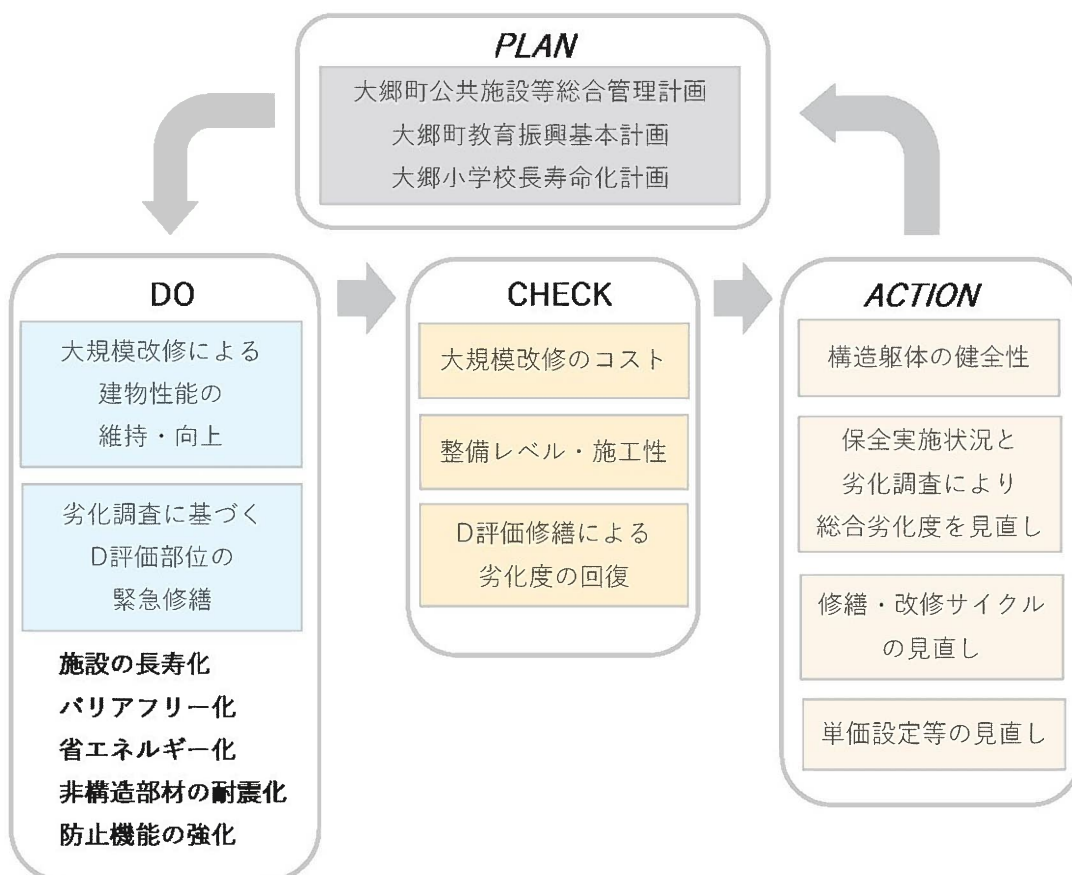 PLAN
大郷町公共施設等総合管理計画
大郷町教育振興基本計画
大郷小学校長寿命化計画
DO
大規模改修による
建物性能の
維持・向上
劣化調査に基づく
D評価部位の
緊急修繕
施設の長寿化
バリアフリー化
省エネルギー化
非構造部材の耐震化
防止機能の強化
CHECK
大規模改修のコスト
整備レベル・施工性
D評価修繕による
劣化度の回復
ACTION
構造躯体の健全性
保全実施状況と
劣化調査により
総合劣化度を見直し
修繕・改修サイクル
の見直し
単価設定等の見直し